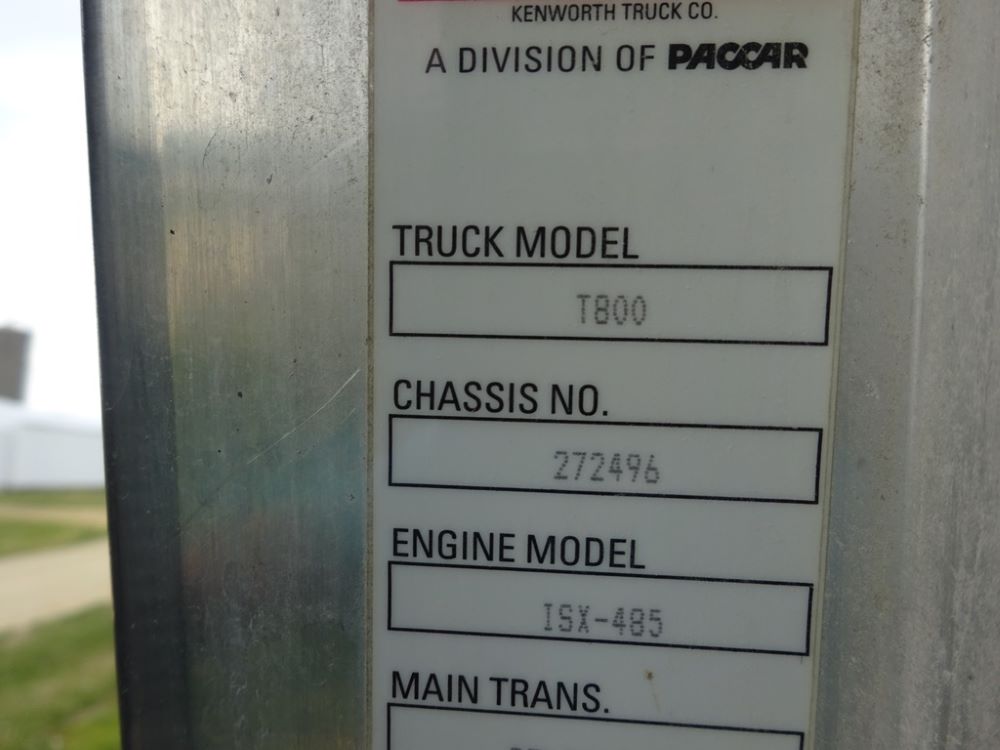 KENWORTH TRUCK CO.
A DIVISION OF PACCAR
TRUCK MODEL
T800
CHASSIS NO.
272496
ENGINE MODEL
ISX-485
MAIN TRANS.